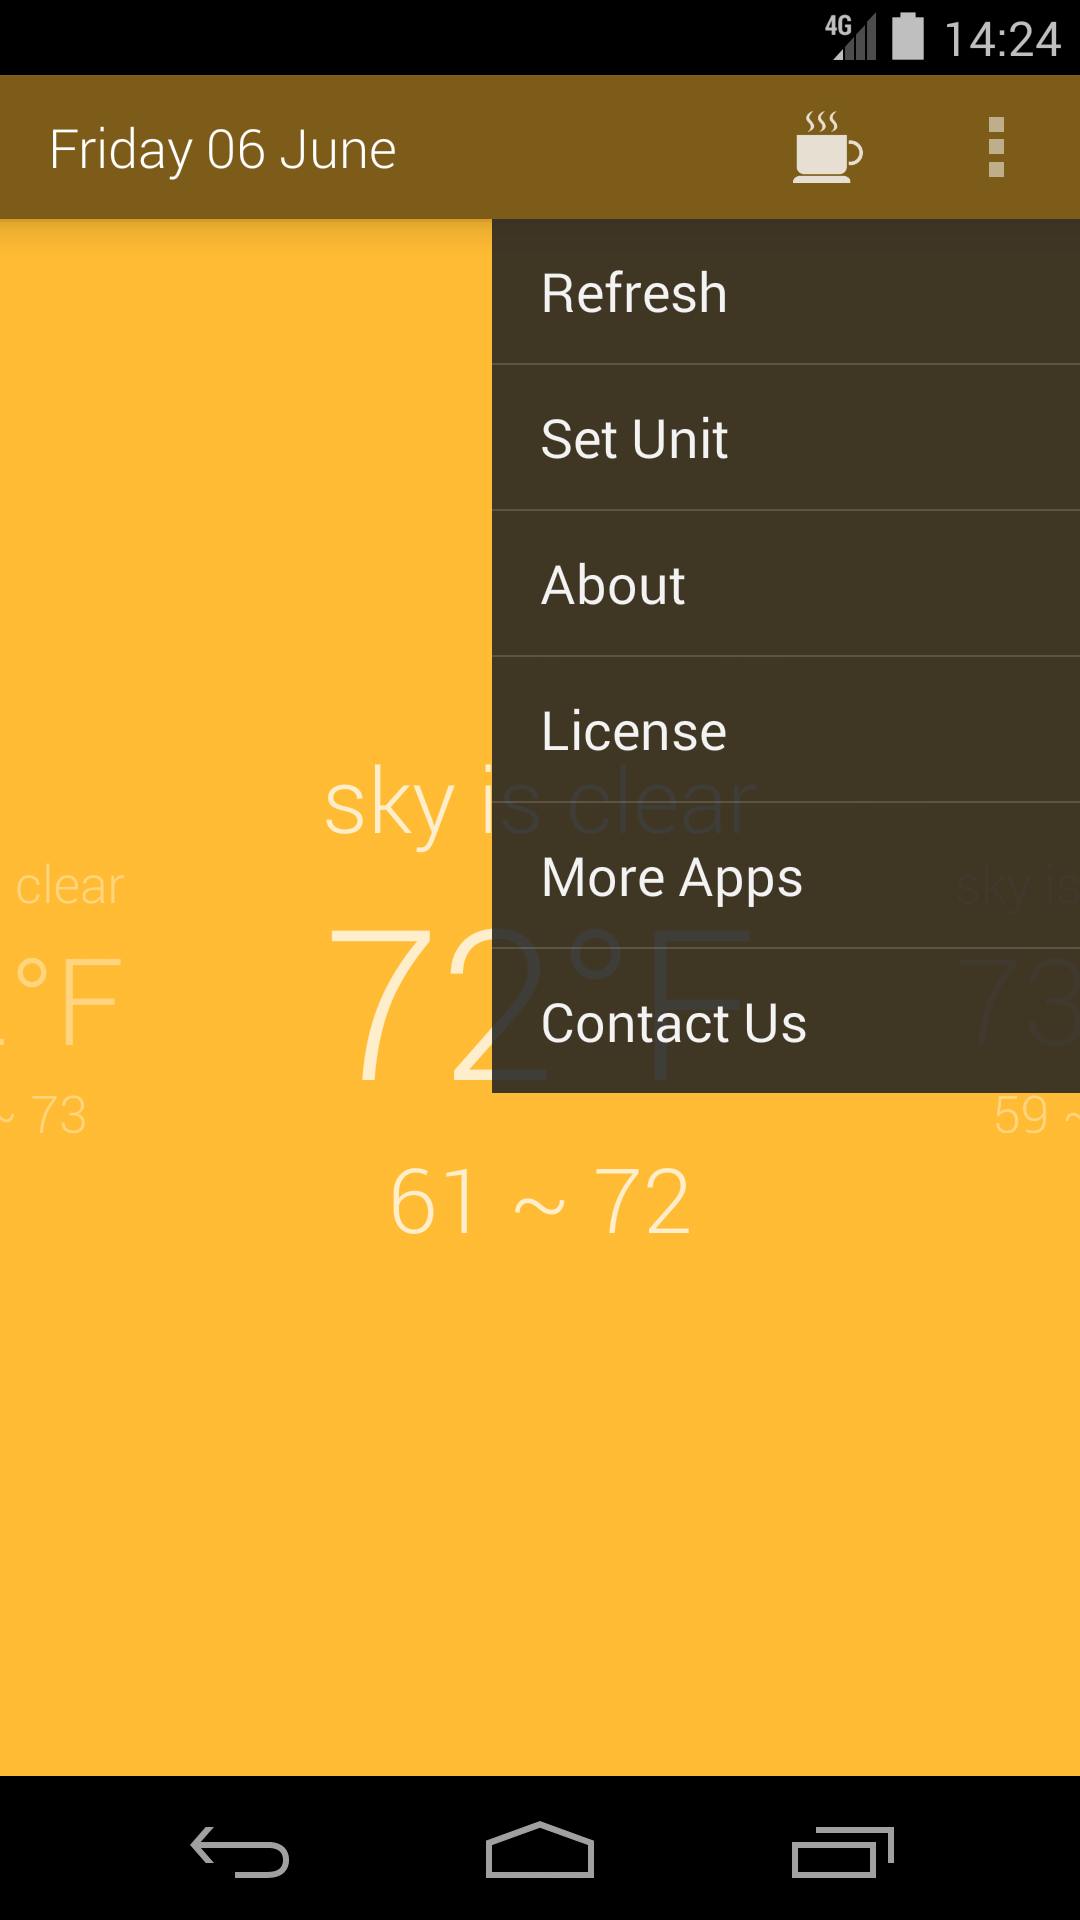 4G 14:24
Friday 06 June
Refresh
Set Unit
About
License
sky is clear
More Apps
clear
sky is
72°F
°F
73
Contact Us
~ 73
59 ~
61 ~ 72